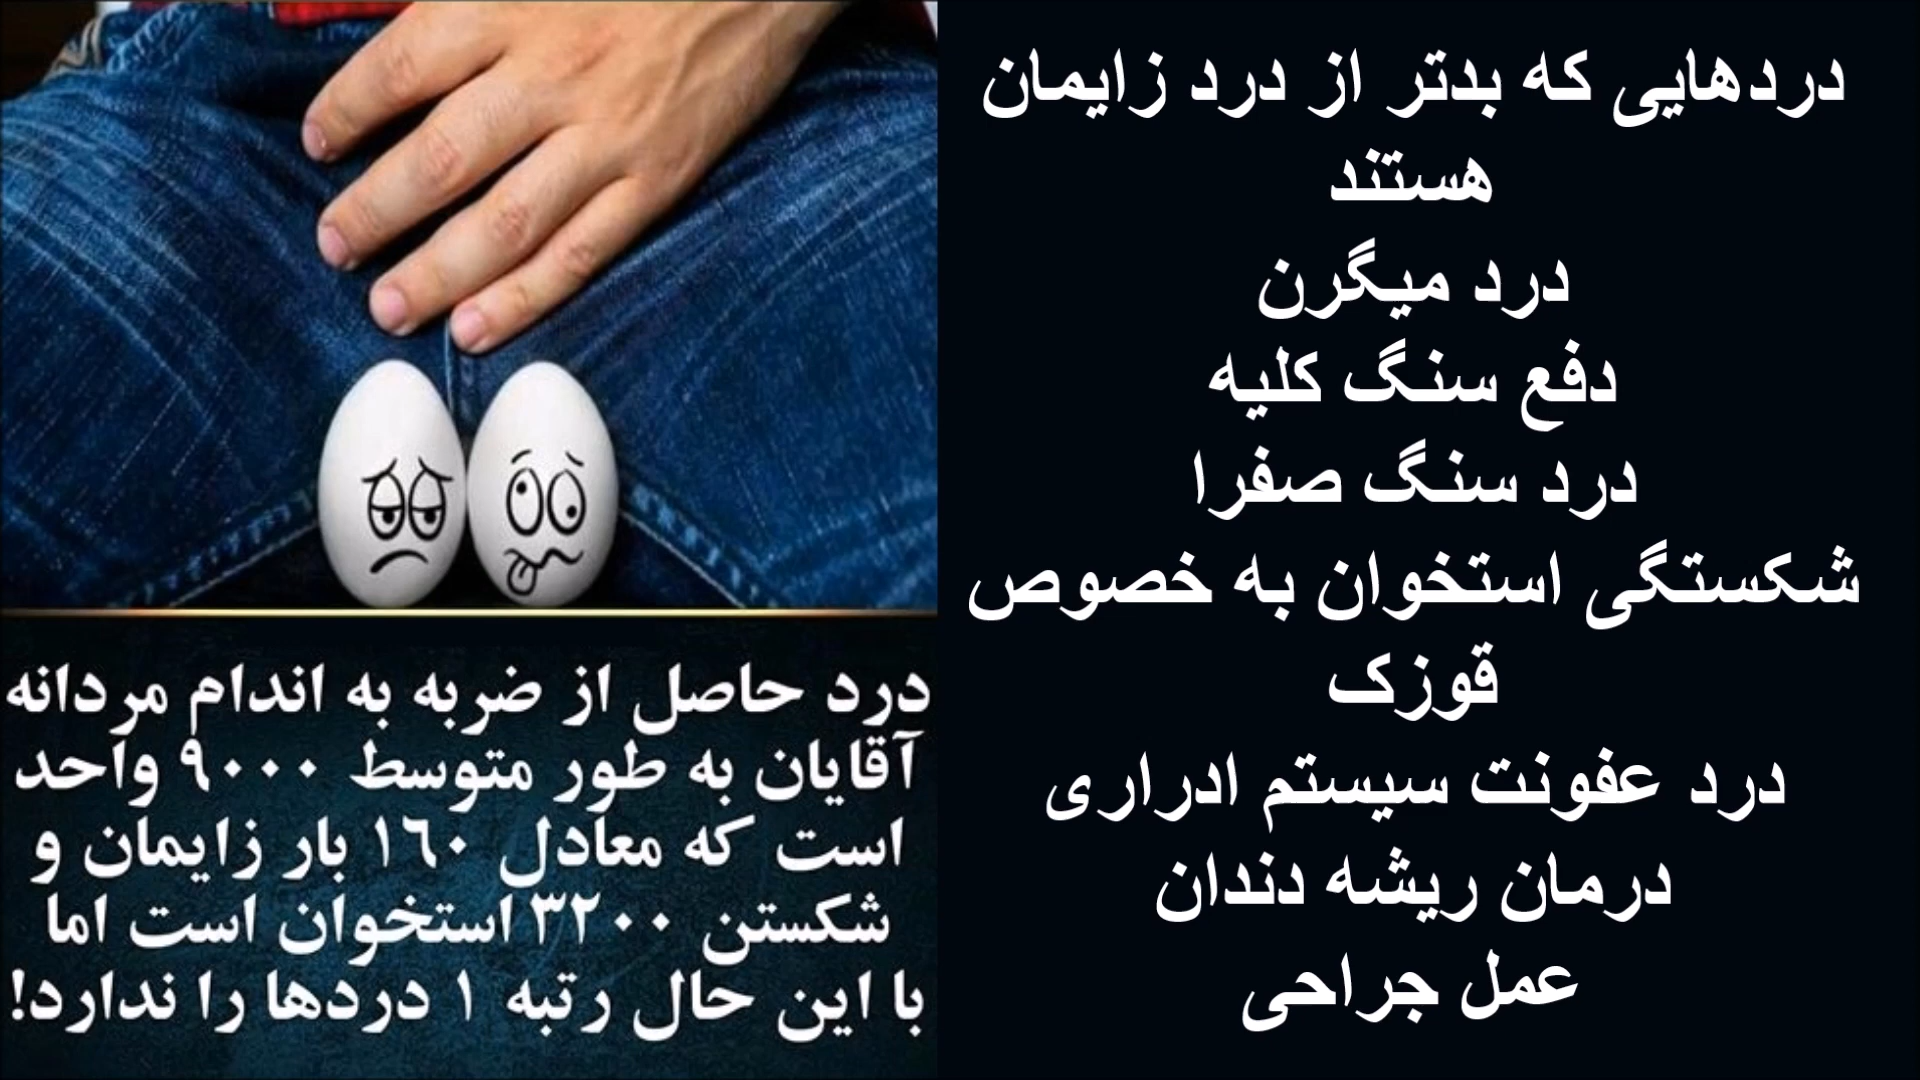 دردهایی که بدتر از درد زایمان
هستند
درد میگرن
دفع سنگ کلیه
درد سنگ صفرا
شکستگی استخوان به خصوص
قوزک
درد عفونت سیستم ادراری
درمان ریشه دندان
عمل جراحی
درد حاصل از ضربه به اندام مردانه
آقایان به طور متوسط ۹۰۰۰ واحد
است که معادل ١٦٠ بار زایمان و
شکستن ۳۲۰۰ استخوان است اما
با این حال رتبه ۱ دردها را ندارد!